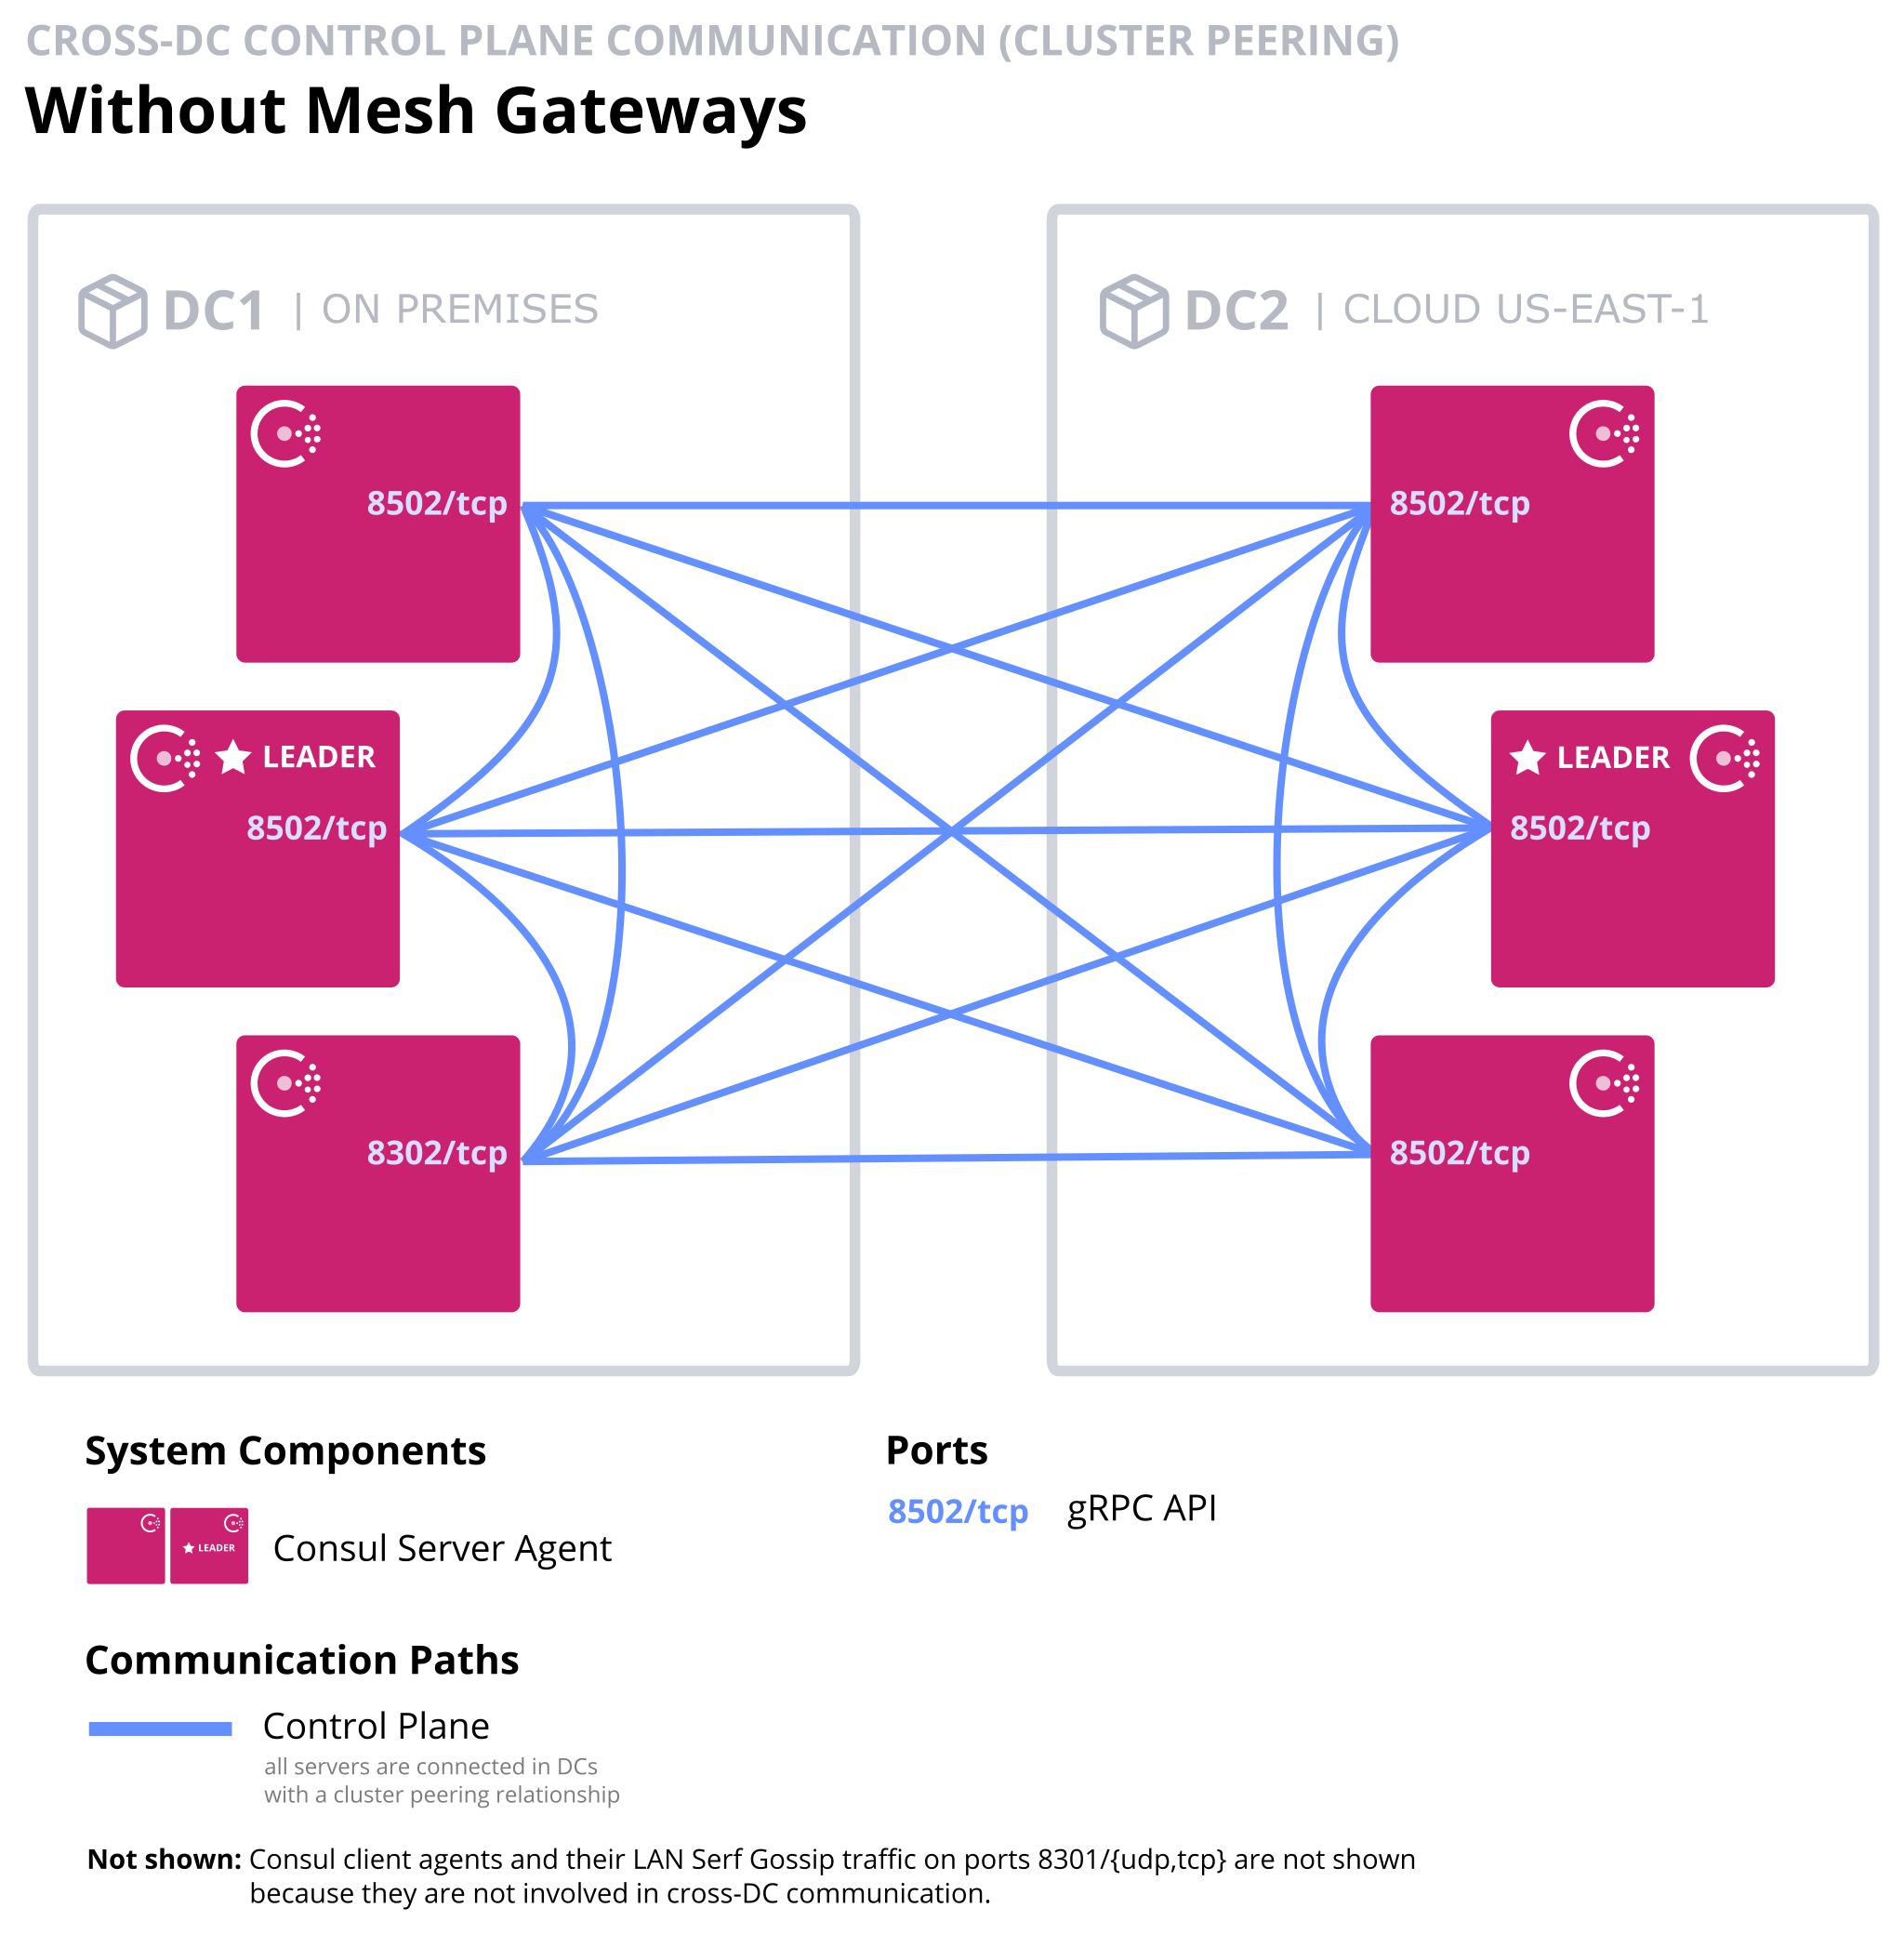 CROSS-DC CONTROL PLANE COMMUNICATION (CLUSTER PEERING)
Without Mesh Gateways
DC1 | ON PREMISES
8502/tcp
LEADER
8502/tcp
8302/tcp
DC2 | CLOUD US-EAST-1
8502/tcp
LEADER
8502/tcp
8502/tcp
System Components
LEADER
Consul Server Agent
Communication Paths
Control Plane
all servers are connected in DCs
with a cluster peering relationship
Ports
8502/tcp gRPC API
Not shown: Consul client agents and their LAN Serf Gossip traffic on ports 8301/{udp,tcp} are not shown
because they are not involved in cross-DC communication.